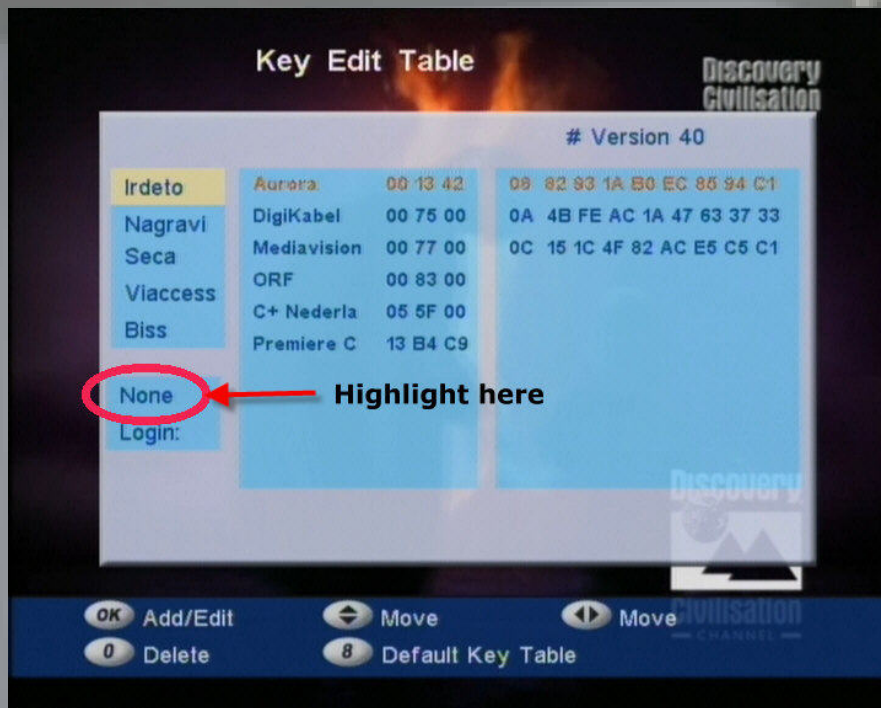 Key Edit Table
Discovery
Civilisation
# Version 40
Irdeto
Nagravi
Seca
Viaccess
Biss
None
Login:
Aurora 00 13 42
DigiKabel 00 75 00
Mediavision 00 77 00
ORF 00 83 00
C+ Nederla 05 5F 00
Premiere C 13 B4 C9
08 82 93 1A B0 EC 85 94 C1
0A 4B FE AC 1A 47 63 37 33
0C 15 1C 4F 82 AC E5 C5 C1
Highlight here
Discovery
Civilisation
CHANNEL
OK Add/Edit
Move
Move
0 Delete
8 Default Key Table